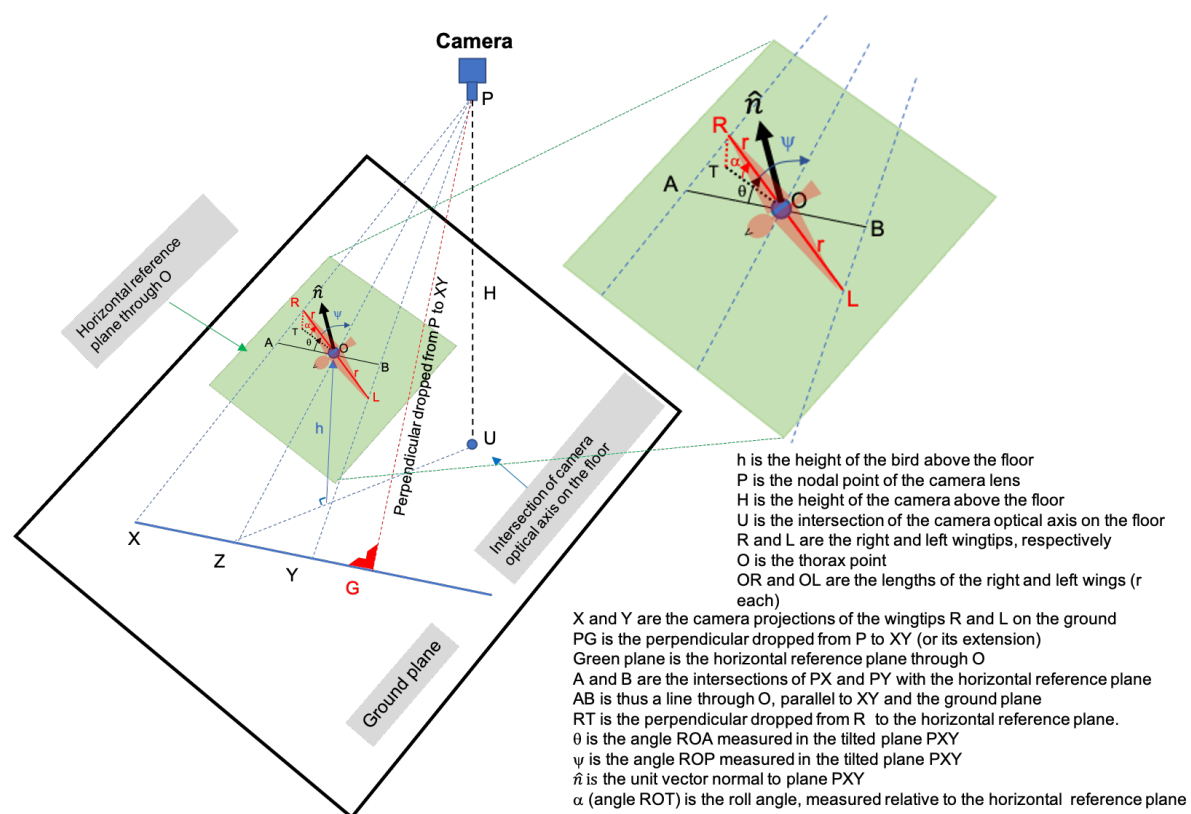 Camera
P
n̂
R
r
ψ
α
T
θ
A
O
B
r
L
Horizontal reference
plane through O
H
n̂
R
r
ψ
α
T
θ
A
O
B
r
L
h
Perpendicular dropped from P to XY
U
Intersection of camera
optical axis on the floor
X
Z
Y
G
Ground plane
h is the height of the bird above the floor
P is the nodal point of the camera lens
H is the height of the camera above the floor
U is the intersection of the camera optical axis on the floor
R and L are the right and left wingtips, respectively
O is the thorax point
OR and OL are the lengths of the right and left wings (r
each)
X and Y are the camera projections of the wingtips R and L on the ground
PG is the perpendicular dropped from P to XY (or its extension)
Green plane is the horizontal reference plane through O
A and B are the intersections of PX and PY with the horizontal reference plane
AB is thus a line through O, parallel to XY and the ground plane
RT is the perpendicular dropped from R to the horizontal reference plane.
θ is the angle ROA measured in the tilted plane PXY
ψ is the angle ROP measured in the tilted plane PXY
n̂ is the unit vector normal to plane PXY
α (angle ROT) is the roll angle, measured relative to the horizontal reference plane